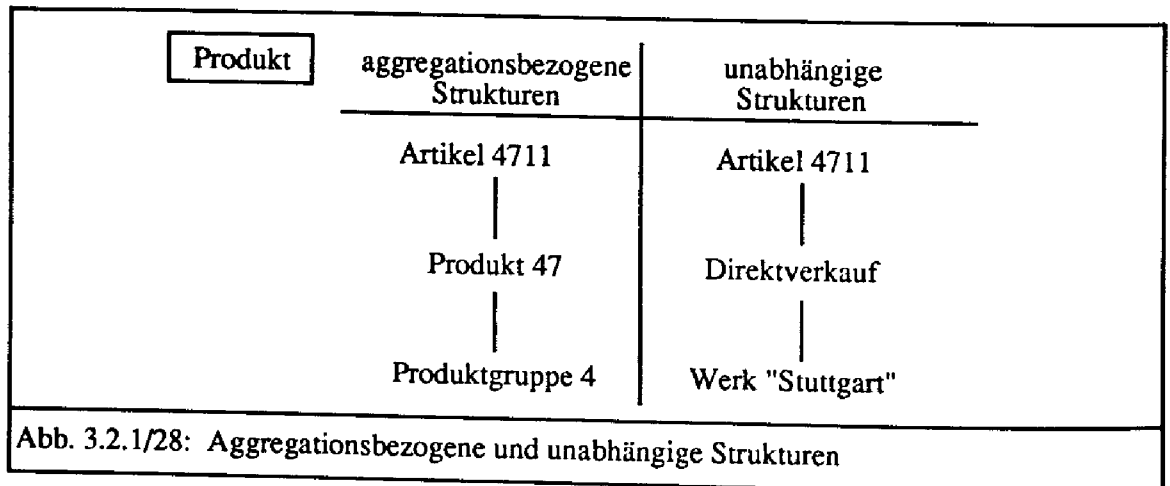 Produkt
aggregationsbezogene
Strukturen
unabhängige
Strukturen
Artikel 4711
Artikel 4711
Produkt 47
Direktverkauf
Produktgruppe 4
Werk "Stuttgart"
Abb. 3.2.1/28: Aggregationsbezogene und unabhängige Strukturen